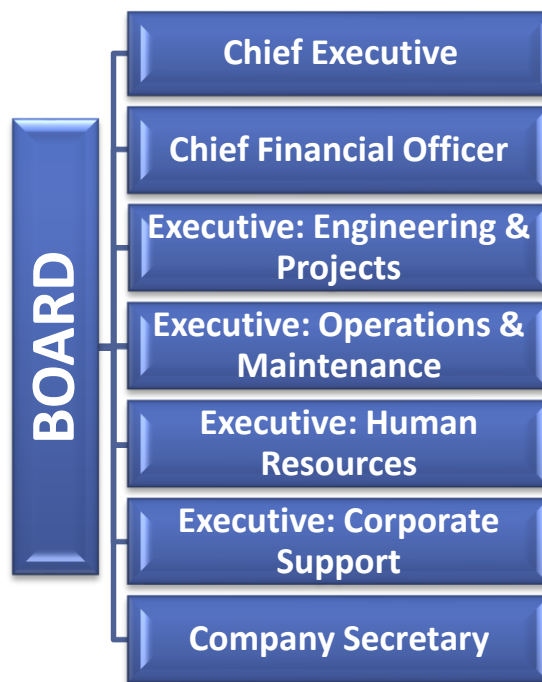 BOARD
Chief Executive
Chief Financial Officer
Executive: Engineering &
Projects
Executive: Operations &
Maintenance
Executive: Human
Resources
Executive: Corporate
Support
Company Secretary